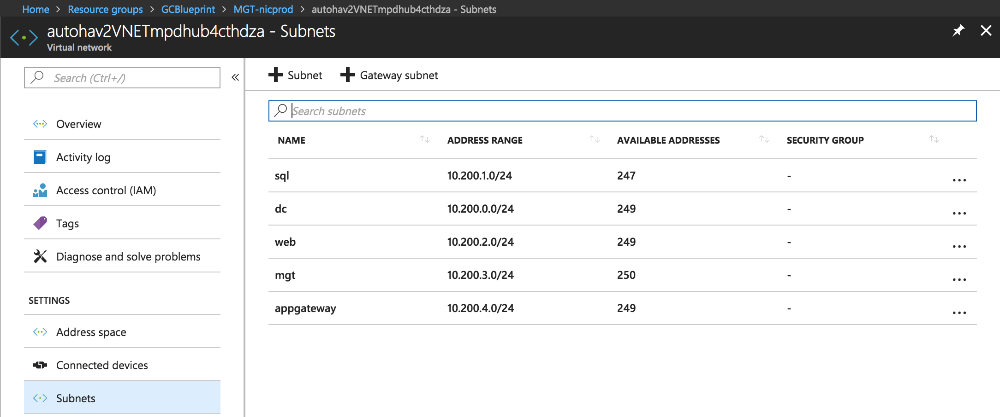 Home > Resource groups > GCBlueprint > MGT-nicprod > autohav2VNETmpdhub4cthdza - Subnets
autohav2VNETmpdhub4cthdza - Subnets
Virtual network
Search (Ctrl+/)
«
Overview
Activity log
Access control (IAM)
Tags
Diagnose and solve problems
SETTINGS
Address space
Connected devices
Subnets
+ Subnet + Gateway subnet
Search subnets
NAME ADDRESS RANGE AVAILABLE ADDRESSES SECURITY GROUP
sql 10.200.1.0/24 247 - ...
dc 10.200.0.0/24 249 - ...
web 10.200.2.0/24 249 - ...
mgt 10.200.3.0/24 250 - ...
appgateway 10.200.4.0/24 249 - ...